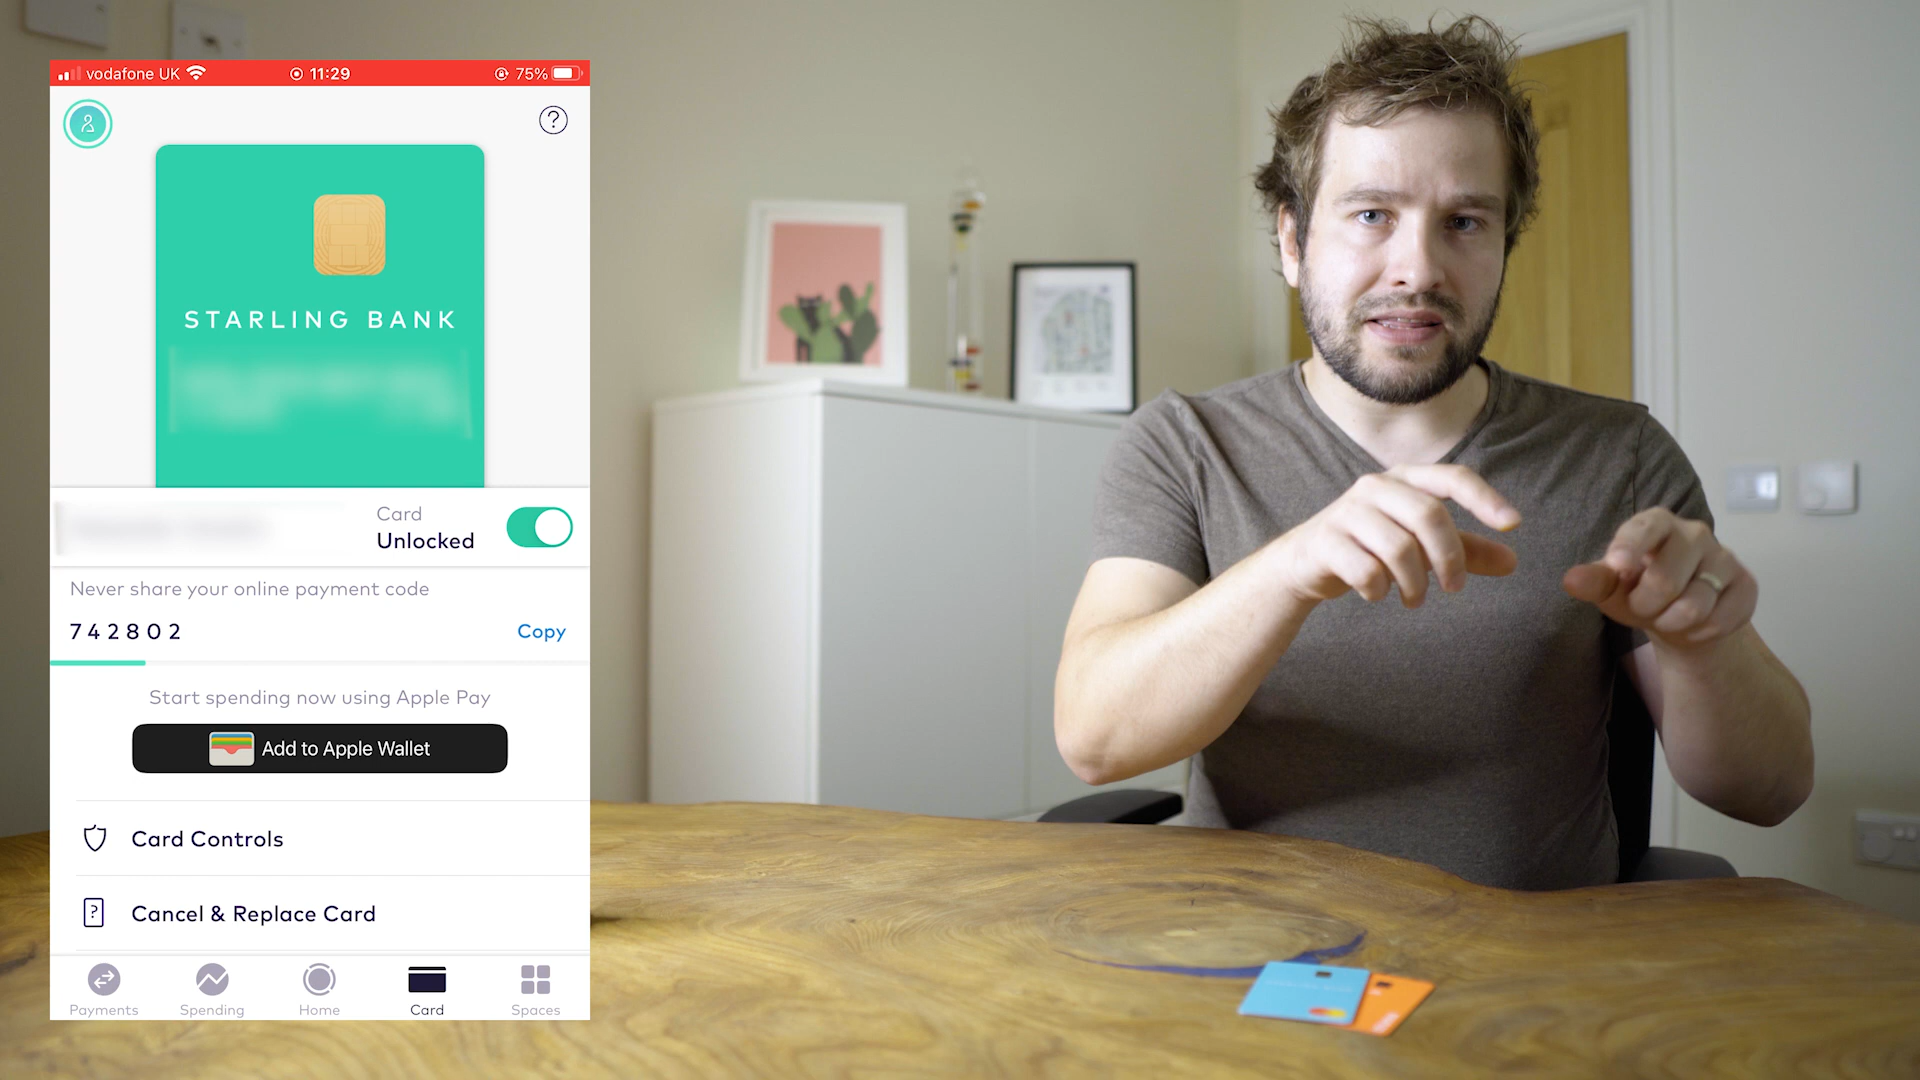 vodafone UK
11:29
75%
?
STARLING BANK
Card
Unlocked
Never share your online payment code
742802
Copy
Start spending now using Apple Pay
Add to Apple Wallet
Card Controls
?
Cancel & Replace Card
Payments
Spending
Home
Card
Spaces